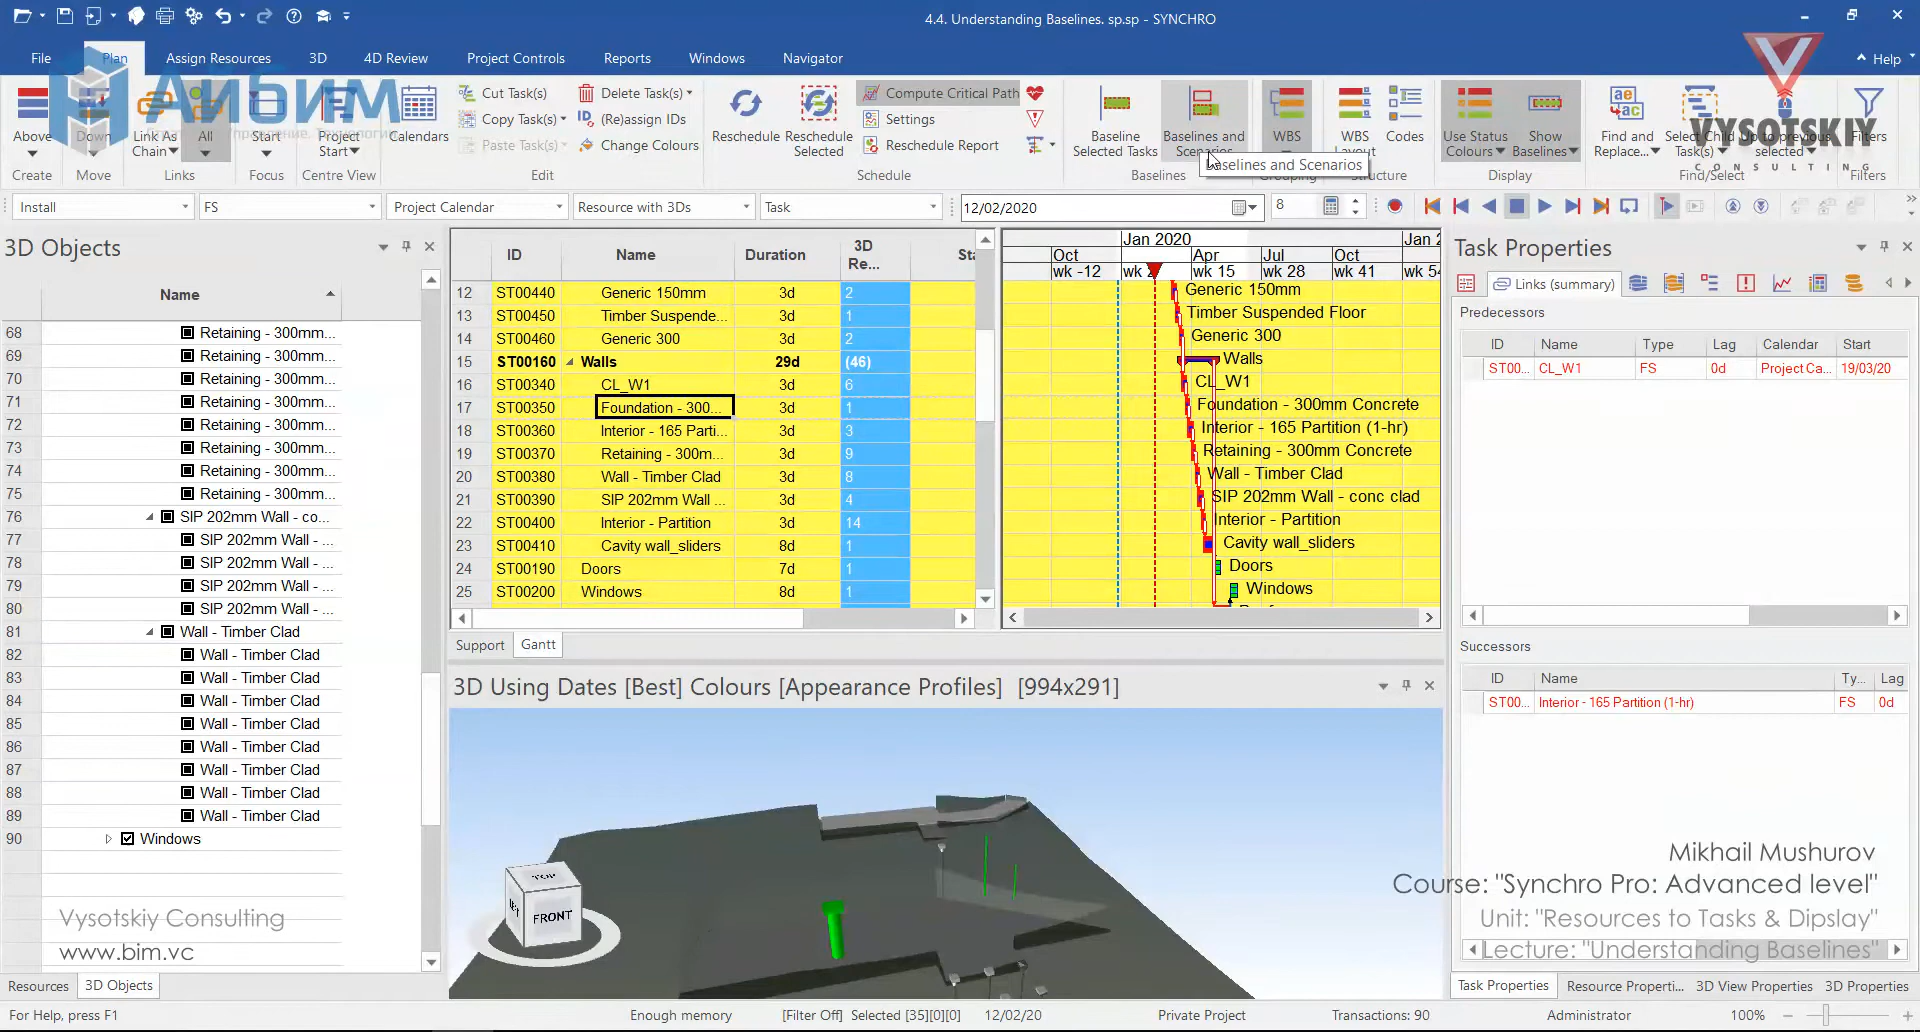 4.4. Understanding Baselines. sp.sp - SYNCHRO
File Plan Assign Resources 3D 4D Review Project Controls Reports Windows Navigator Help
Айбим
Above Down Link As Chain All Start Project Start Calendars
Cut Task(s)
Copy Task(s)
Paste Task(s)
Delete Task(s)
(Re)assign IDs
Change Colours
Reschedule
Reschedule Selected
Compute Critical Path
Settings
Reschedule Report
Baseline Selected Tasks
Baselines and Scenarios
WBS
WBS Layout
Codes
Use Status Colours
Show Baselines
Find and Replace...
Select Child Task(s)
Up to previous selected
Filters
Baselines and Scenarios
VYSOTSKIY
CONSULTING
Create Move Links Focus Centre View Edit Schedule Baselines Grouping Structure Display Find/Select Filters
Install FS Project Calendar Resource with 3Ds Task 12/02/2020 8
3D Objects
Name
68 Retaining - 300mm...
69 Retaining - 300mm...
70 Retaining - 300mm...
71 Retaining - 300mm...
72 Retaining - 300mm...
73 Retaining - 300mm...
74 Retaining - 300mm...
75 Retaining - 300mm...
76 SIP 202mm Wall - co...
77 SIP 202mm Wall - ...
78 SIP 202mm Wall - ...
79 SIP 202mm Wall - ...
80 SIP 202mm Wall - ...
81 Wall - Timber Clad
82 Wall - Timber Clad
83 Wall - Timber Clad
84 Wall - Timber Clad
85 Wall - Timber Clad
86 Wall - Timber Clad
87 Wall - Timber Clad
88 Wall - Timber Clad
89 Wall - Timber Clad
90 Windows
Vysotskiy Consulting
www.bim.vc
Resources 3D Objects
ID Name Duration 3D Re... Sta
12 ST00440 Generic 150mm 3d 2
13 ST00450 Timber Suspende... 3d 1
14 ST00460 Generic 300 3d 2
15 ST00160 Walls 29d (46)
16 ST00340 CL_W1 3d 6
17 ST00350 Foundation - 300... 3d 1
18 ST00360 Interior - 165 Parti... 3d 3
19 ST00370 Retaining - 300m... 3d 9
20 ST00380 Wall - Timber Clad 3d 8
21 ST00390 SIP 202mm Wall ... 3d 4
22 ST00400 Interior - Partition 3d 14
23 ST00410 Cavity wall_sliders 8d 1
24 ST00190 Doors 7d 1
25 ST00200 Windows 8d 1
Support Gantt
Jan 2020 Jan 2
Oct Apr Jul Oct
wk -12 wk 2 wk 15 wk 28 wk 41 wk 54
Generic 150mm
Timber Suspended Floor
Generic 300
Walls
CL_W1
Foundation - 300mm Concrete
Interior - 165 Partition (1-hr)
Retaining - 300mm Concrete
Wall - Timber Clad
SIP 202mm Wall - conc clad
Interior - Partition
Cavity wall_sliders
Doors
Windows
3D Using Dates [Best] Colours [Appearance Profiles] [994x291]
TOP
FRONT
Task Properties
Links (summary)
Predecessors
ID Name Type Lag Calendar Start
ST00... CL_W1 FS 0d Project Ca... 19/03/20
Successors
ID Name Ty... Lag
ST00... Interior - 165 Partition (1-hr) FS 0d
Mikhail Mushurov
Course: "Synchro Pro: Advanced level"
Unit: "Resources to Tasks & Dipslay"
Lecture: "Understanding Baselines"
Task Properties Resource Properti... 3D View Properties 3D Properties
For Help, press F1 Enough memory [Filter Off] Selected [35][0][0] 12/02/20 Private Project Transactions: 90 Administrator 100%